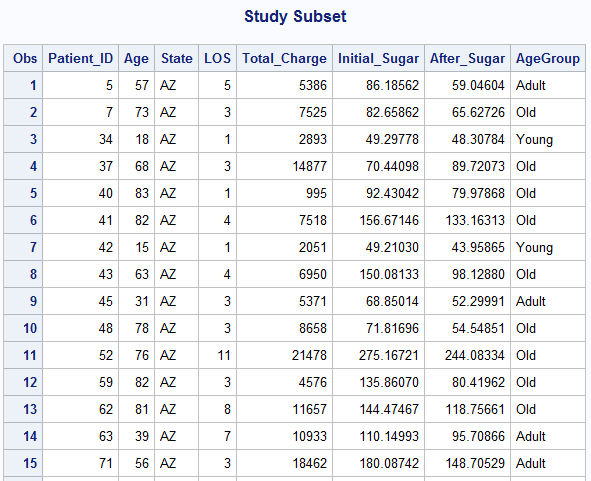 Study Subset
Obs Patient_ID Age State LOS Total_Charge Initial_Sugar After_Sugar AgeGroup
1 5 57 AZ 5 5386 86.18562 59.04604 Adult
2 7 73 AZ 3 7525 82.65862 65.62726 Old
3 34 18 AZ 1 2893 49.29778 48.30784 Young
4 37 68 AZ 3 14877 70.44098 89.72073 Old
5 40 83 AZ 1 995 92.43042 79.97868 Old
6 41 82 AZ 4 7518 156.67146 133.16313 Old
7 42 15 AZ 1 2051 49.21030 43.95865 Young
8 43 63 AZ 4 6950 150.08133 98.12880 Old
9 45 31 AZ 3 5371 68.85014 52.29991 Adult
10 48 78 AZ 3 8658 71.81696 54.54851 Old
11 52 76 AZ 11 21478 275.16721 244.08334 Old
12 59 82 AZ 3 4576 135.86070 80.41962 Old
13 62 81 AZ 8 11657 144.47467 118.75661 Old
14 63 39 AZ 7 10933 110.14993 95.70866 Adult
15 71 56 AZ 3 18462 180.08742 148.70529 Adult